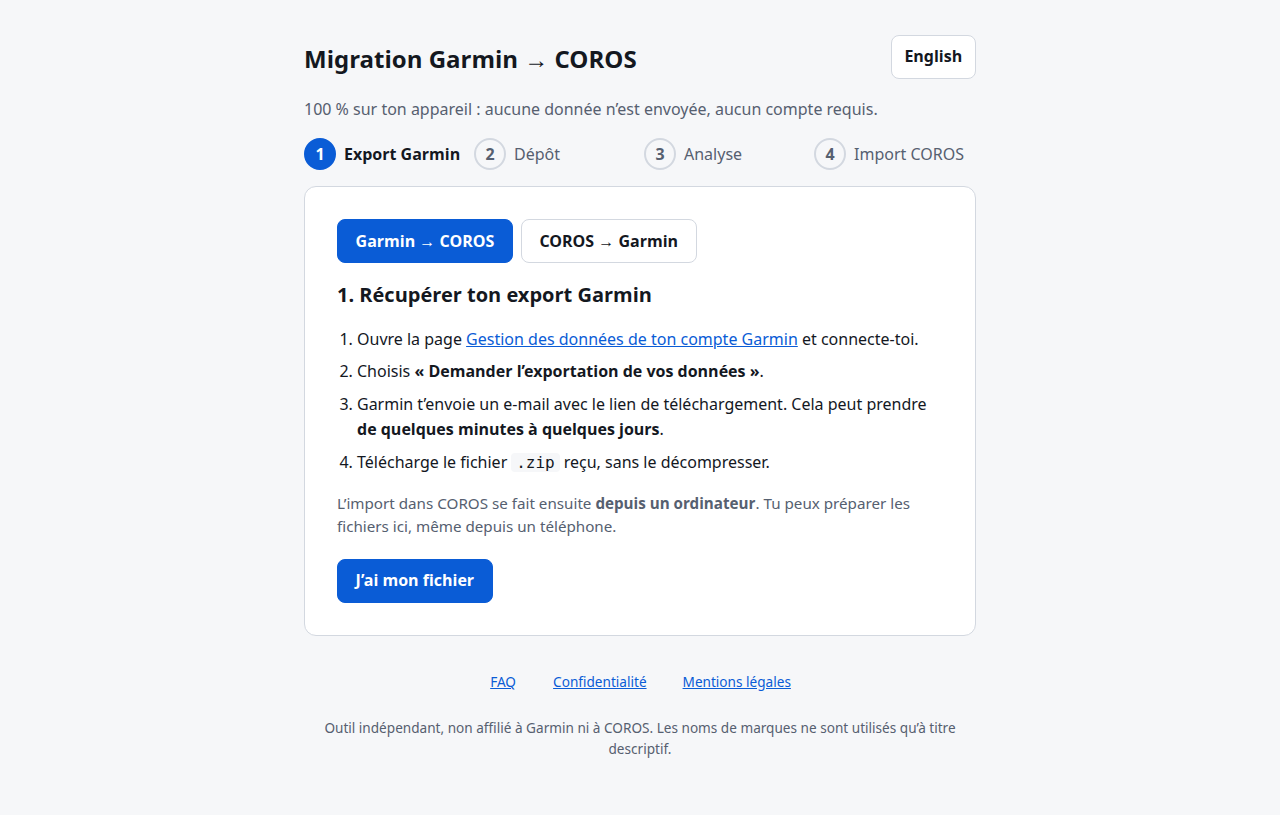 Migration Garmin → COROS
English
100 % sur ton appareil : aucune donnée n’est envoyée, aucun compte requis.
1 Export Garmin 2 Dépôt 3 Analyse 4 Import COROS
Garmin → COROS COROS → Garmin
1. Récupérer ton export Garmin
1. Ouvre la page Gestion des données de ton compte Garmin et connecte-toi.
2. Choisis « Demander l’exportation de vos données ».
3. Garmin t’envoie un e-mail avec le lien de téléchargement. Cela peut prendre
de quelques minutes à quelques jours.
4. Télécharge le fichier .zip reçu, sans le décompresser.
L’import dans COROS se fait ensuite depuis un ordinateur. Tu peux préparer les
fichiers ici, même depuis un téléphone.
J’ai mon fichier
FAQ Confidentialité Mentions légales
Outil indépendant, non affilié à Garmin ni à COROS. Les noms de marques ne sont utilisés qu’à titre
descriptif.